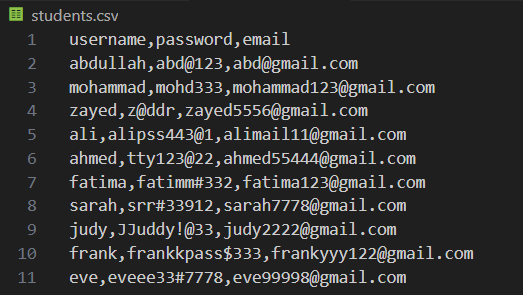 students.csv
1 username,password,email
2 abdullah,abd@123,abd@gmail.com
3 mohammad,mohd333,mohammad123@gmail.com
4 zayed,z@ddr,zayed5556@gmail.com
5 ali,alipss443@1,alimail11@gmail.com
6 ahmed,tty123@22,ahmed55444@gmail.com
7 fatima,fatimm#332,fatima123@gmail.com
8 sarah,srr#33912,sarah7778@gmail.com
9 judy,JJuddy!@33,judy2222@gmail.com
10 frank,frankkpass$333,frankyyy122@gmail.com
11 eve,eveee33#7778,eve99998@gmail.com